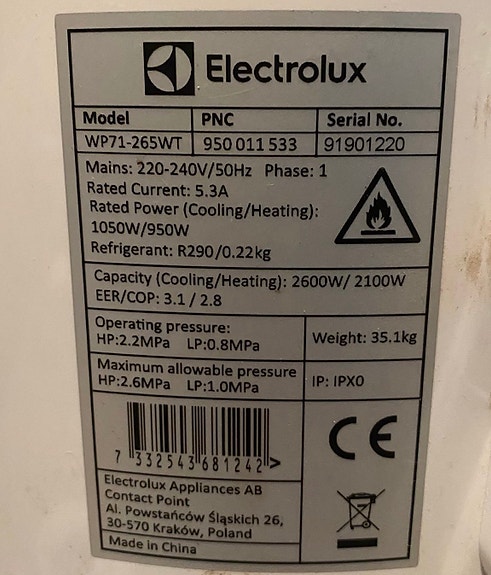 Electrolux
Model PNC Serial No.
WP71-265WT 950 011 533 91901220
Mains: 220-240V/50Hz Phase: 1
Rated Current: 5.3A
Rated Power (Cooling/Heating):
1050W/950W
Refrigerant: R290/0.22kg
Capacity (Cooling/Heating): 2600W/ 2100W
EER/COP: 3.1 / 2.8
Operating pressure:
HP:2.2MPa LP:0.8MPa
Weight: 35.1kg
Maximum allowable pressure
HP:2.6MPa LP:1.0MPa
IP: IPX0
7 332543 681242 >
CE
Electrolux Appliances AB
Contact Point
Al. Powstańców Śląskich 26,
30-570 Kraków, Poland
Made in China